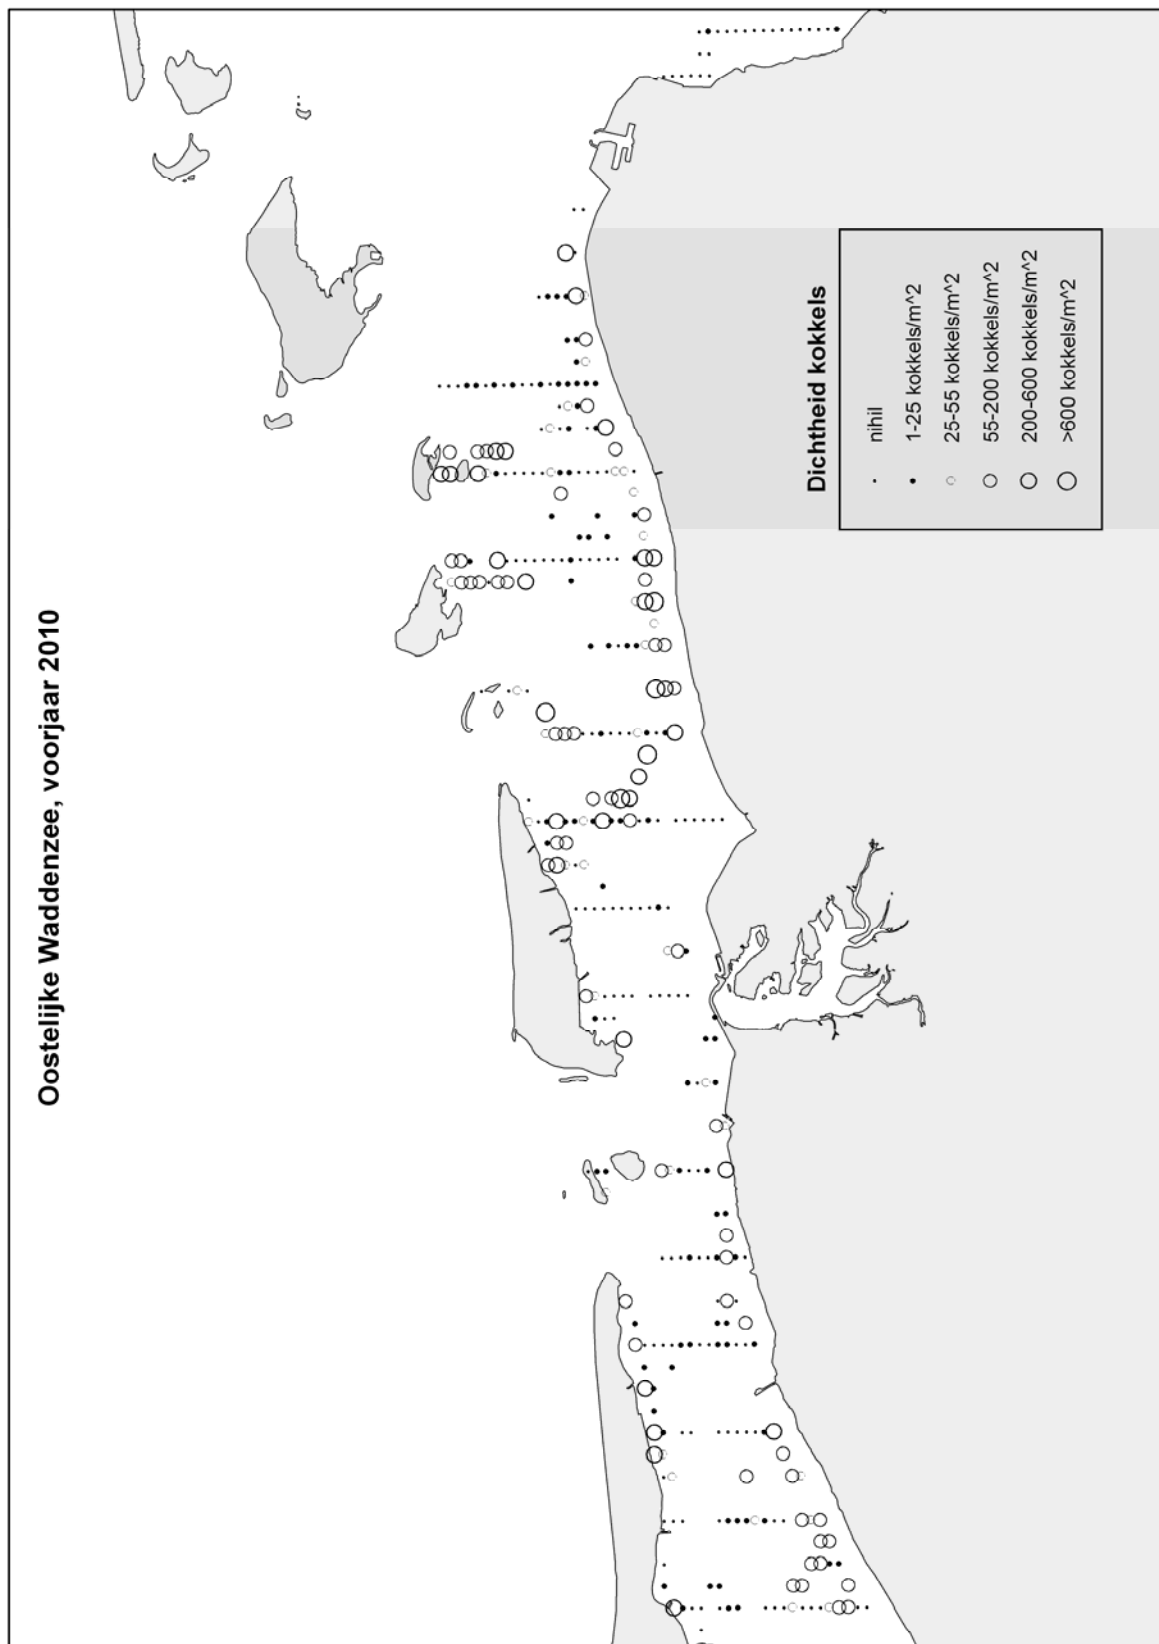 Oostelijke Waddenzee, voorjaar 2010
Dichtheid kokkels
nihil
1-25 kokkels/m^2
25-55 kokkels/m^2
55-200 kokkels/m^2
200-600 kokkels/m^2
>600 kokkels/m^2